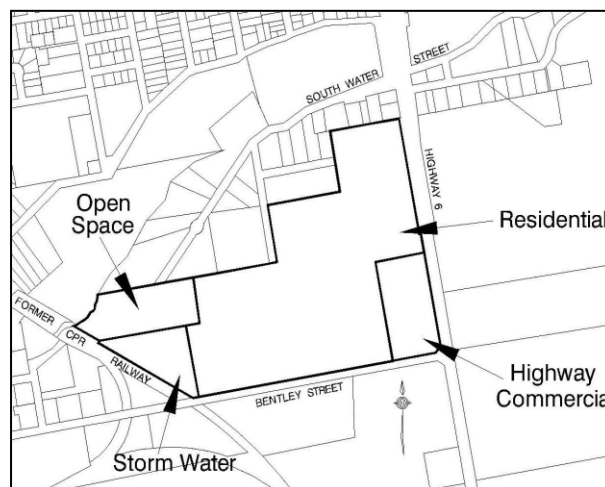 STREET
SOUTH WATER
HIGHWAY 6
Open
Space
Residential
FORMER
CPR
RAILWAY
BENTLEY STREET
Highway
Commercia
Storm Water